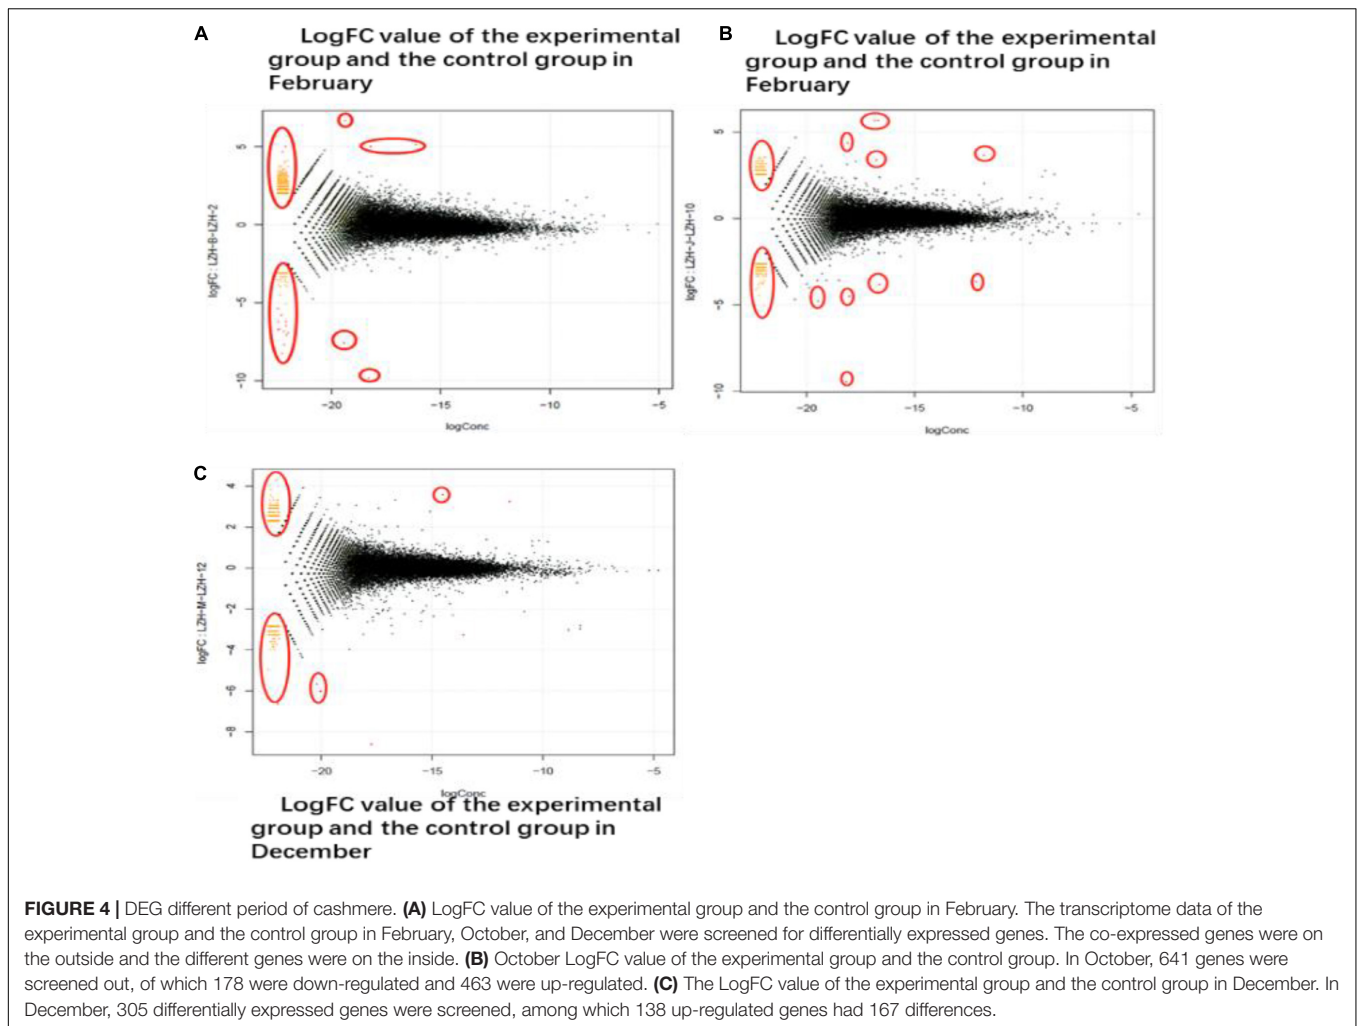 A
LogFC value of the experimental
group and the control group in
February
B
LogFC value of the experimental
group and the control group in
February
5
0
−5
−10
logFC : LZH-B-LZH-2
−20
−15
−10
−5
logConc
5
0
−5
−10
logFC : LZH-J-LZH-10
−20
−15
−10
−5
logConc
C
4
2
0
−2
−4
−6
−8
logFC : LZH-M-LZH-12
−20
−15
−10
−5
logConc
LogFC value of the experimental
group and the control group in
December
FIGURE 4 | DEG different period of cashmere. (A) LogFC value of the experimental group and the control group in February. The transcriptome data of the
experimental group and the control group in February, October, and December were screened for differentially expressed genes. The co-expressed genes were on
the outside and the different genes were on the inside. (B) October LogFC value of the experimental group and the control group. In October, 641 genes were
screened out, of which 178 were down-regulated and 463 were up-regulated. (C) The LogFC value of the experimental group and the control group in December. In
December, 305 differentially expressed genes were screened, among which 138 up-regulated genes had 167 differences.